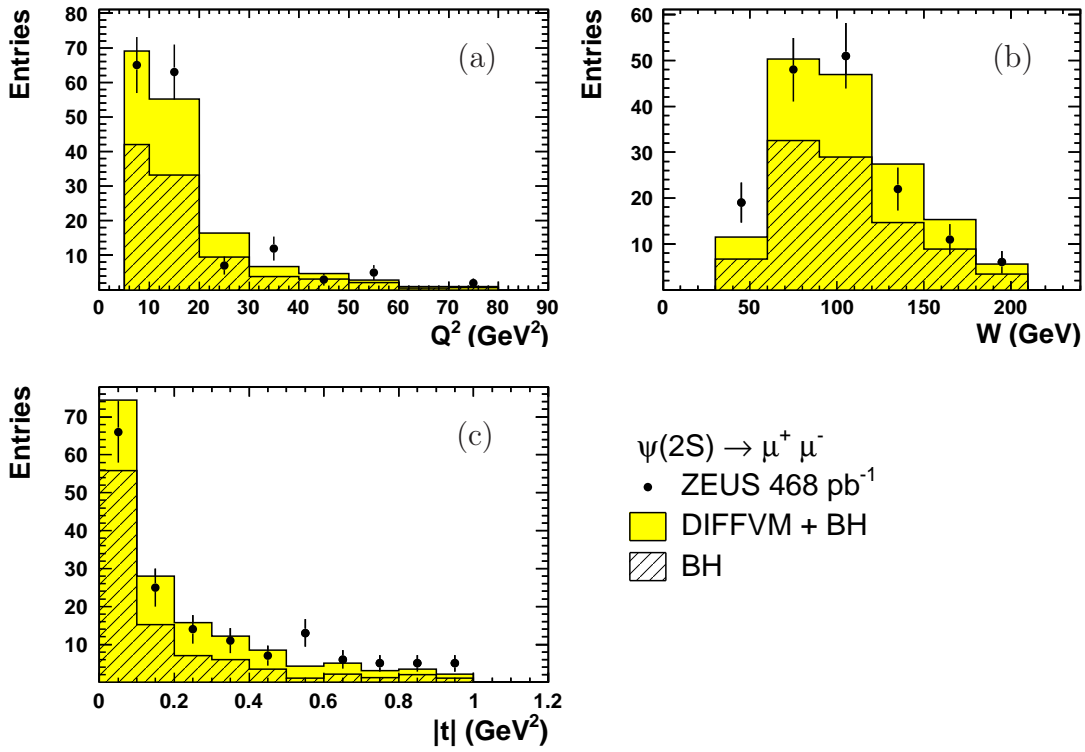 Entries
(a)
70
60
50
40
30
20
10
0 10 20 30 40 50 60 70 80 90
Q² (GeV²)
Entries
(b)
60
50
40
30
20
10
0 50 100 150 200
W (GeV)
Entries
(c)
70
60
50
40
30
20
10
0 0.2 0.4 0.6 0.8 1 1.2
|t| (GeV²)
ψ(2S) → μ⁺ μ⁻
ZEUS 468 pb⁻¹
DIFFVM + BH
BH